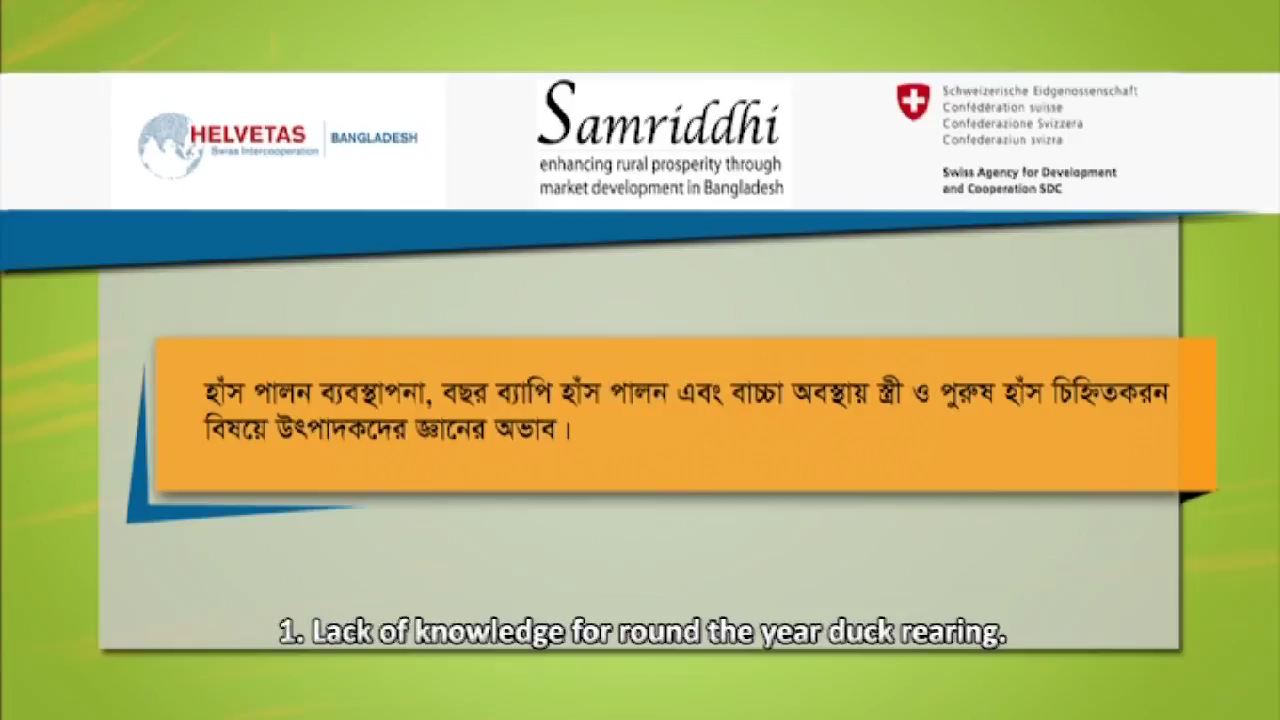 HELVETAS
Swiss Intercooperation
BANGLADESH
Samriddhi
enhancing rural prosperity through
market development in Bangladesh
Schweizerische Eidgenossenschaft
Confédération suisse
Confederazione Svizzera
Confederaziun svizra
Swiss Agency for Development
and Cooperation SDC
হাঁস পালন ব্যবস্থাপনা, বছর ব্যাপি হাঁস পালন এবং বাচ্চা অবস্থায় স্ত্রী ও পুরুষ হাঁস চিহ্নিতকরন
বিষয়ে উৎপাদকদের জ্ঞানের অভাব।
1. Lack of knowledge for round the year duck rearing.